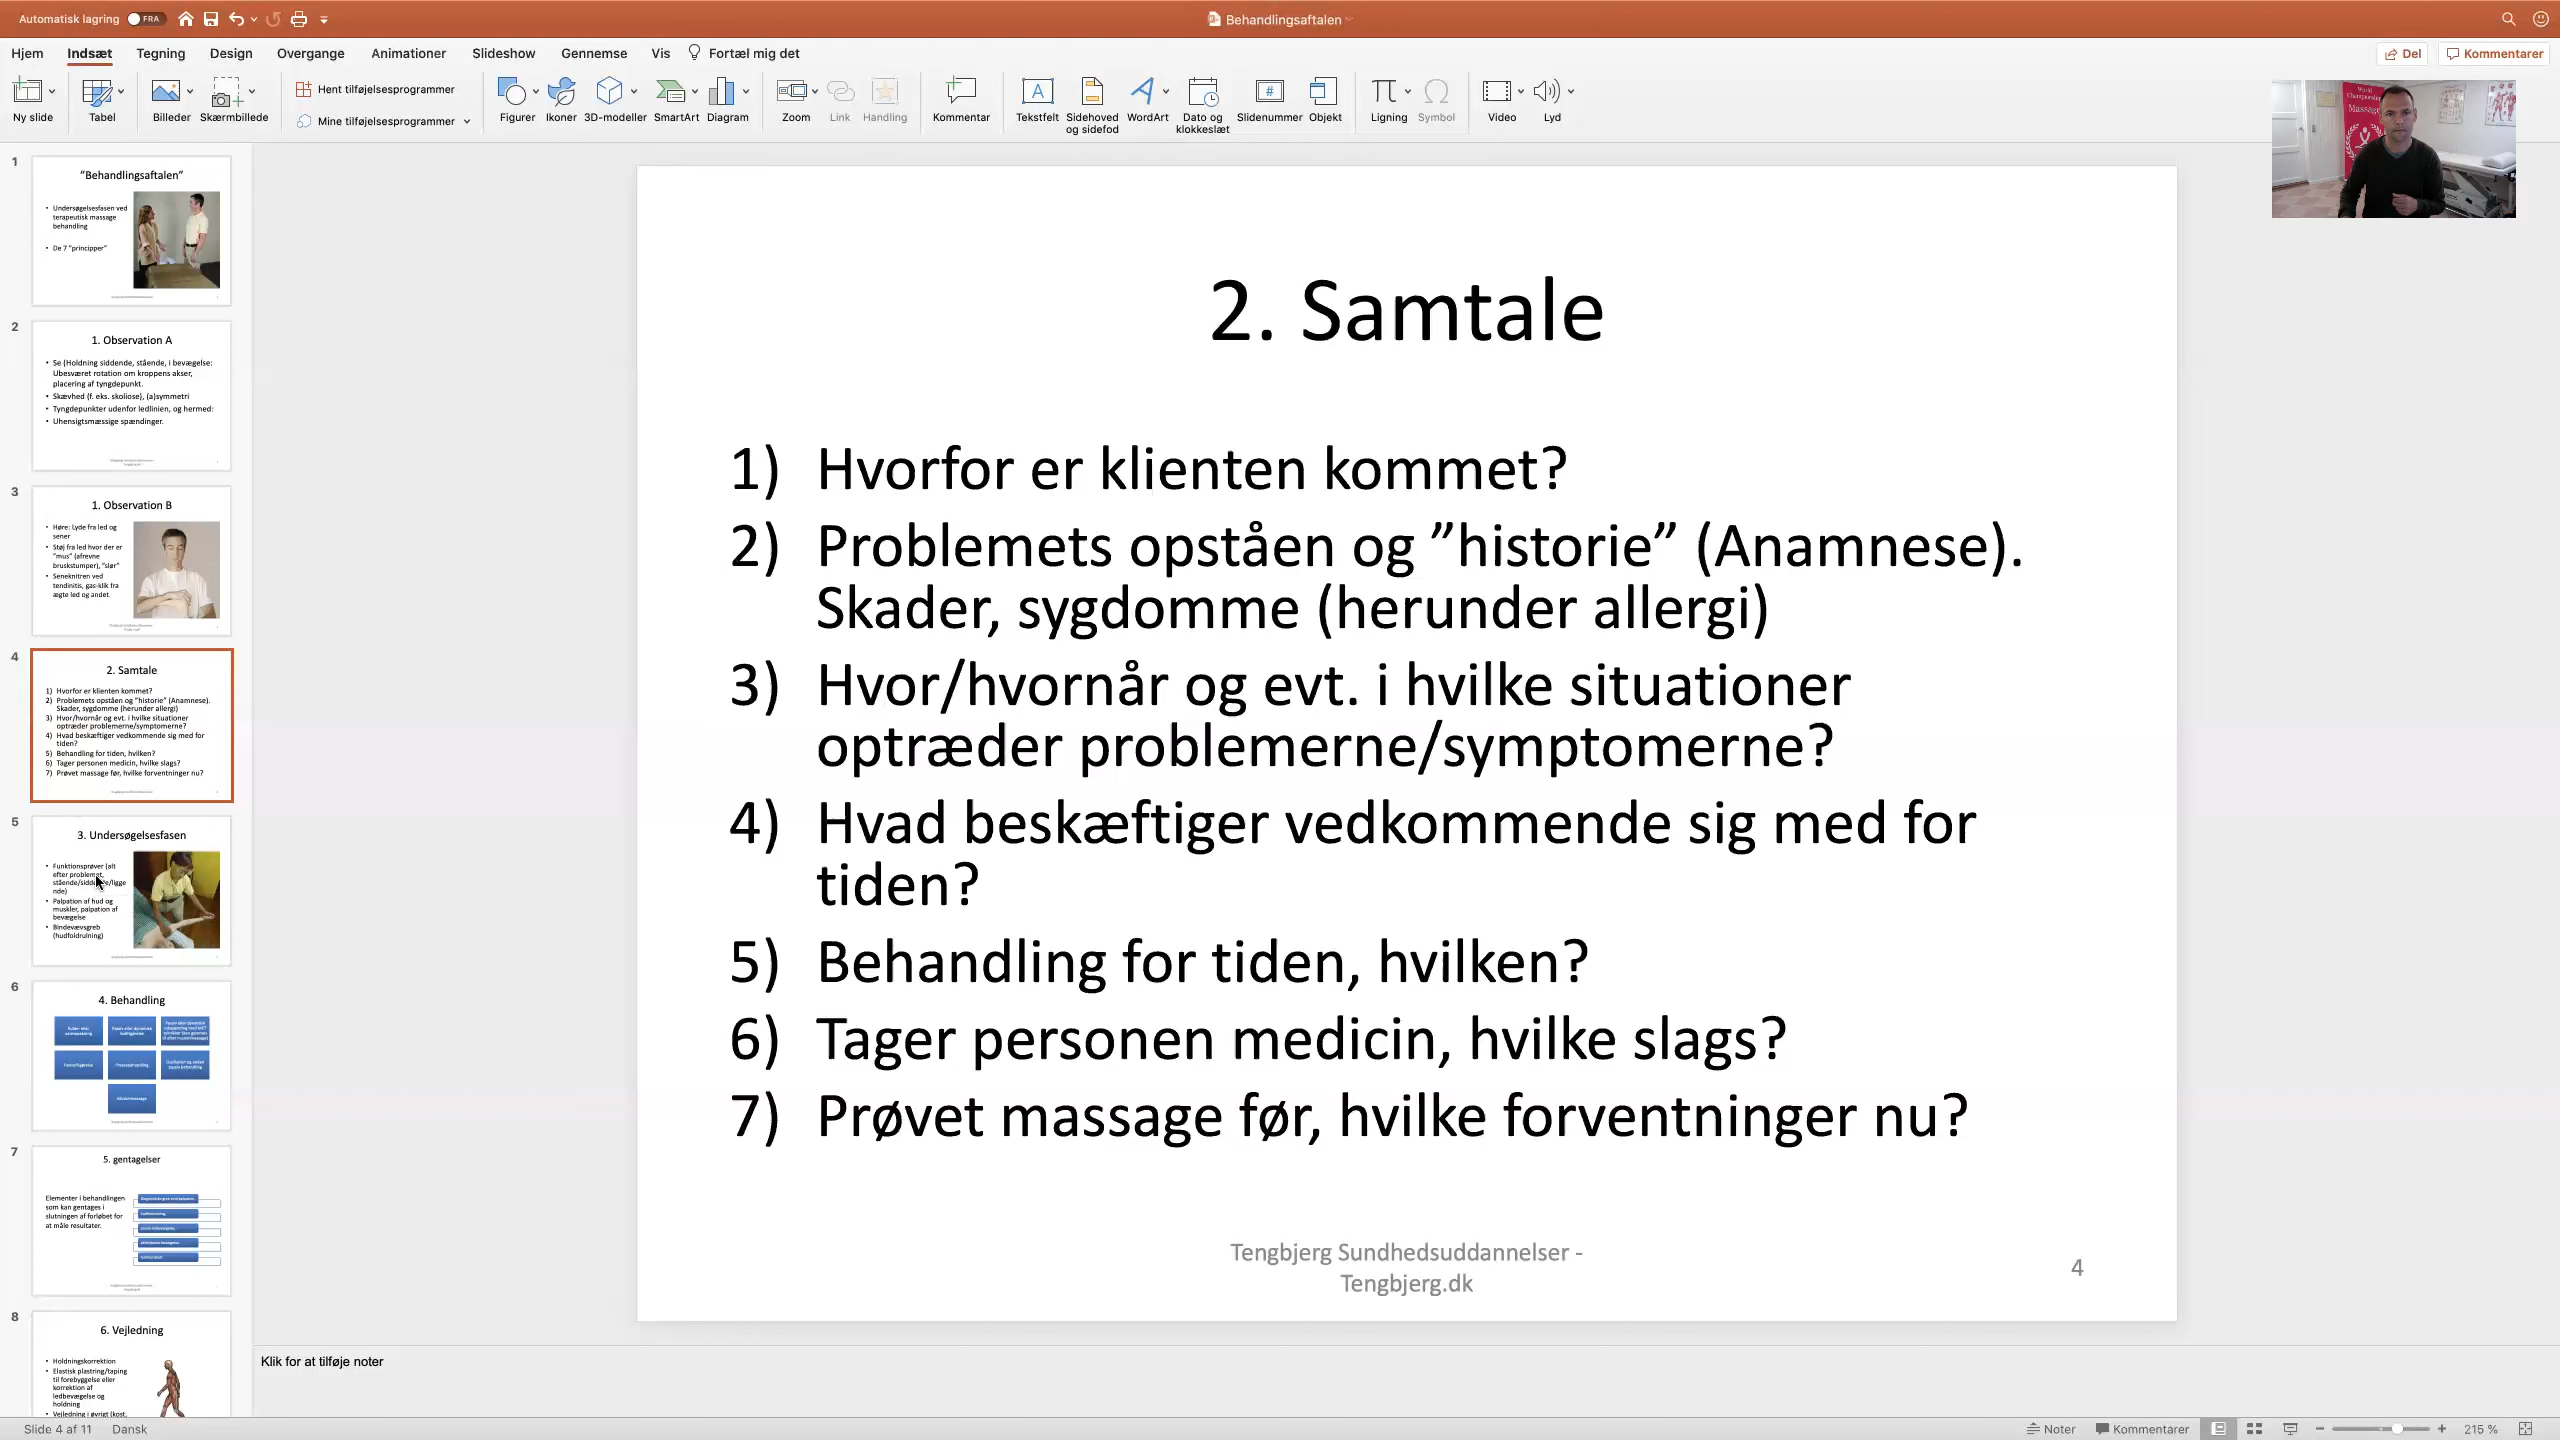 Automatisk lagring FRA
Behandlingsaftalen
Hjem Indsæt Tegning Design Overgange Animationer Slideshow Gennemse Vis Fortæl mig det
Del Kommentarer
Ny slide
Tabel
Billeder
Skærmbillede
Hent tilføjelsesprogrammer
Mine tilføjelsesprogrammer
Figurer
Ikoner
3D-modeller
SmartArt
Diagram
Zoom
Link
Handling
Kommentar
Tekstfelt
Sidehoved
og sidefod
WordArt
Dato og
klokkeslæt
Slidenummer
Objekt
Ligning
Symbol
Video
Lyd
World
Championship
Massage
1
"Behandlingsaftalen"
• Undersøgelsesfasen ved
terapeutisk massage
behandling
• De 7 "principper"
2
1. Observation A
• Se (Holdning siddende, stående, i bevægelse:
Ubesværet rotation om kroppens akser,
placering af tyngdepunkt.
• Skævhed (f. eks. skoliose), (a)symmetri
• Tyngdepunkter udenfor ledlinien, og hermed:
• Uhensigtsmæssige spændinger.
3
1. Observation B
• Høre: Lyde fra led og
sener
• Støj fra led hvor der er
"mus" (afrevne
bruskstumper), "slør"
• Seneknitren ved
tendinitis, gas-klik fra
ægte led og andet.
4
2. Samtale
1) Hvorfor er klienten kommet?
2) Problemets opståen og "historie" (Anamnese).
Skader, sygdomme (herunder allergi)
3) Hvor/hvornår og evt. i hvilke situationer
optræder problemerne/symptomerne?
4) Hvad beskæftiger vedkommende sig med for
tiden?
5) Behandling for tiden, hvilken?
6) Tager personen medicin, hvilke slags?
7) Prøvet massage før, hvilke forventninger nu?
5
3. Undersøgelsesfasen
• Funktionsprøver (alt
efter problemet,
nde)
• Palpation af hud og
muskler, palpation af
bevægelse
• Bindevævsgreb
(hudfoldrulning)
6
4. Behandling
7
5. gentagelser
Elementer i behandlingen
som kan gentages i
slutningen af forløbet for
at måle resultater.
8
6. Vejledning
• Holdningskorrektion
• Elastisk plastring/taping
til forebyggelse eller
korrektion af
ledbevægelse og
holdning
• Vejledning i øvrigt (kost,
2. Samtale
1) Hvorfor er klienten kommet?
2) Problemets opståen og ”historie” (Anamnese).
Skader, sygdomme (herunder allergi)
3) Hvor/hvornår og evt. i hvilke situationer
optræder problemerne/symptomerne?
4) Hvad beskæftiger vedkommende sig med for
tiden?
5) Behandling for tiden, hvilken?
6) Tager personen medicin, hvilke slags?
7) Prøvet massage før, hvilke forventninger nu?
Tengbjerg Sundhedsuddannelser -
Tengbjerg.dk
4
Klik for at tilføje noter
Slide 4 af 11 Dansk
Noter Kommentarer 215 %